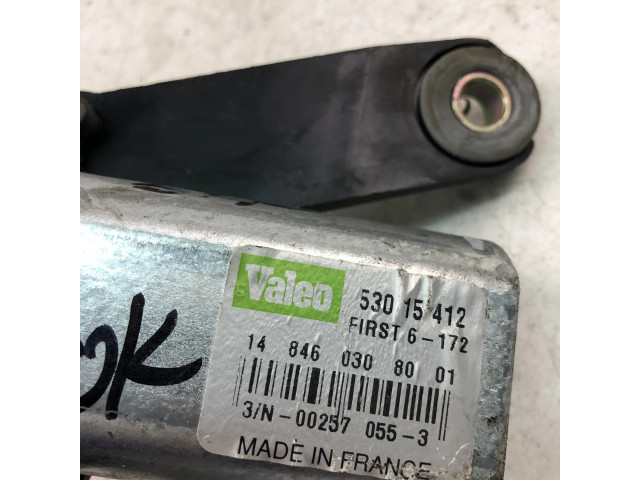 Valeo 530 15 412
FIRST 6-172
14 846 030 80 01
3/N-00257 055-3
MADE IN FRANCE
OK